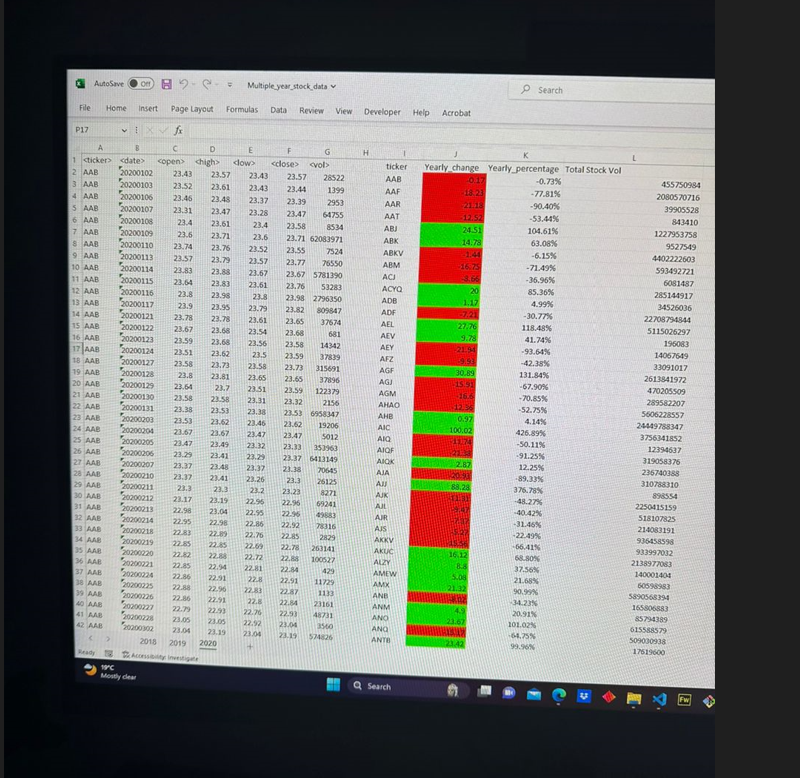 AutoSave Off Multiple_year_stock_data Search
File Home Insert Page Layout Formulas Data Review View Developer Help Acrobat
P17 fx
A B C D E F G H I J K L
1 <ticker> <date> <open> <high> <low> <close> <vol> ticker Yearly_change Yearly_percentage Total Stock Vol
2 AAB 20200102 23.43 23.57 23.43 23.57 28522 AAB -0.17 -0.73% 455750984
3 AAB 20200103 23.52 23.61 23.43 23.44 1399 AAF -18.23 -77.81% 2080570716
4 AAB 20200106 23.46 23.48 23.37 23.39 2953 AAR -21.18 -90.40% 39905528
5 AAB 20200107 23.31 23.47 23.28 23.47 64755 AAT -12.52 -53.44% 843410
6 AAB 20200108 23.4 23.61 23.4 23.58 8534 ABJ 24.51 104.61% 1227953758
7 AAB 20200109 23.6 23.71 23.6 23.71 62083971 ABK 14.78 63.08% 9527549
8 AAB 20200110 23.74 23.76 23.52 23.55 7524 ABKV -1.44 -6.15% 4402222603
9 AAB 20200113 23.57 23.79 23.57 23.77 76550 ABM -16.75 -71.49% 593492721
10 AAB 20200114 23.83 23.88 23.67 23.67 5781390 ACJ -8.66 -36.96% 6081487
11 AAB 20200115 23.64 23.83 23.61 23.76 53283 ACYQ 20 85.36% 285144917
12 AAB 20200116 23.8 23.98 23.8 23.98 2796350 ADB 1.17 4.99% 34526036
13 AAB 20200117 23.9 23.95 23.79 23.82 809847 ADF -7.21 -30.77% 22708794844
14 AAB 20200121 23.78 23.78 23.61 23.65 37674 AEL 27.76 118.48% 5115026297
15 AAB 20200122 23.67 23.68 23.54 23.68 681 AEV 9.78 41.74% 196083
16 AAB 20200123 23.59 23.68 23.56 23.58 14342 AEY -21.94 -93.64% 14067649
17 AAB 20200124 23.51 23.62 23.5 23.59 37839 AFZ -9.93 -42.38% 33091017
18 AAB 20200127 23.58 23.73 23.58 23.73 315691 AGF 30.89 131.84% 2613841972
19 AAB 20200128 23.8 23.81 23.65 23.65 37896 AGJ -15.91 -67.90% 470205509
20 AAB 20200129 23.64 23.7 23.51 23.59 122379 AGM -16.6 -70.85% 289582207
21 AAB 20200130 23.58 23.58 23.31 23.32 2156 AHAO -12.36 -52.75% 5606228557
22 AAB 20200131 23.38 23.53 23.38 23.53 6958347 AHB 0.97 4.14% 24449788347
23 AAB 20200203 23.53 23.62 23.46 23.62 19206 AIC 100.02 426.89% 3756341852
24 AAB 20200204 23.67 23.67 23.47 23.47 5012 AIQ -11.74 -50.11% 12394637
25 AAB 20200205 23.47 23.49 23.32 23.33 353963 AIQF -21.38 -91.25% 319058376
26 AAB 20200206 23.29 23.41 23.29 23.37 6413149 AIQK 2.87 12.25% 236740388
27 AAB 20200207 23.37 23.48 23.37 23.38 70645 AJA -20.93 -89.33% 310788310
28 AAB 20200210 23.37 23.41 23.26 23.3 26125 AJJ 88.28 376.78% 898554
29 AAB 20200211 23.3 23.3 23.2 23.23 8271 AJK -11.31 -48.27% 2250415159
30 AAB 20200212 23.17 23.19 22.96 22.96 69241 AJL -9.47 -40.42% 518107825
31 AAB 20200213 22.98 23.04 22.95 22.96 49883 AJR -7.37 -31.46% 214083191
32 AAB 20200214 22.95 22.98 22.86 22.92 78316 AJS -5.27 -22.49% 936458598
33 AAB 20200218 22.83 22.89 22.76 22.85 2829 AKKV -15.56 -66.41% 933997032
34 AAB 20200219 22.85 22.85 22.69 22.78 263141 AKUC 16.12 68.80% 2138977083
35 AAB 20200220 22.82 22.88 22.72 22.88 100527 ALZY 8.8 37.56% 140001404
36 AAB 20200221 22.85 22.94 22.81 22.84 429 AMEW 5.08 21.68% 60598983
37 AAB 20200224 22.86 22.91 22.8 22.91 11729 AMX 21.32 90.99% 5890568394
38 AAB 20200225 22.88 22.96 22.83 22.87 1133 ANB -34.23% 165806883
39 AAB 20200226 22.86 22.93 22.8 22.84 23161 ANM 4.9 20.91% 85794389
40 AAB 20200227 22.79 22.93 22.76 22.93 48731 ANO 23.67 101.02% 615588579
41 AAB 20200228 23.05 23.05 22.92 23.04 3560 ANQ -15.17 -64.75% 509030938
42 AAB 20200302 23.04 23.19 23.04 23.19 574826 ANTB 23.42 99.96% 17619600
2018 2019 2020 +
Ready Accessibility: Investigate
19°C
Mostly clear
Search
Fw